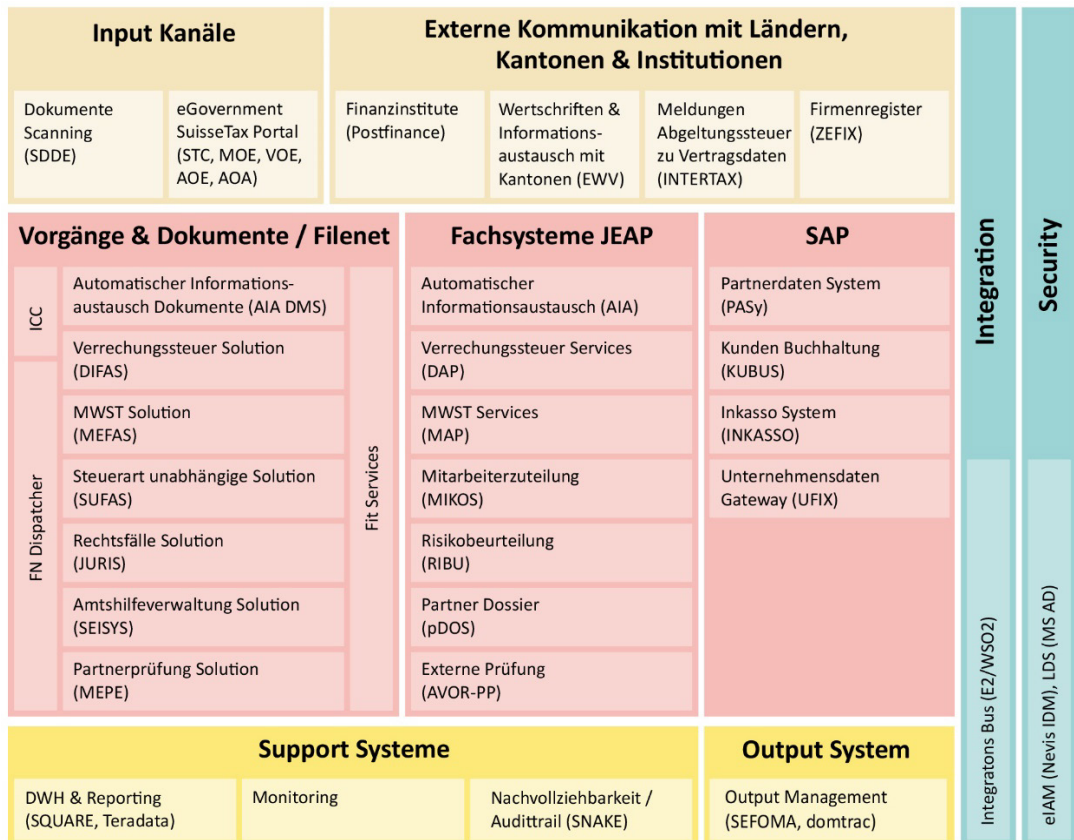 Input Kanäle
Dokumente
Scanning
(SDDE)
eGovernment
SuisseTax Portal
(STC, MOE, VOE,
AOE, AOA)
Externe Kommunikation mit Ländern,
Kantonen & Institutionen
Finanzinstitute
(Postfinance)
Wertschriften &
Informations-
austausch mit
Kantonen (EWV)
Meldungen
Abgeltungssteuer
zu Vertragsdaten
(INTERTAX)
Firmenregister
(ZEFIX)
Vorgänge & Dokumente / Filenet
ICC
FN Dispatcher
Automatischer Informations-
austausch Dokumente (AIA DMS)
Verrechungssteuer Solution
(DIFAS)
MWST Solution
(MEFAS)
Steuerart unabhängige Solution
(SUFAS)
Rechtsfälle Solution
(JURIS)
Amtshilfeverwaltung Solution
(SEISYS)
Partnerprüfung Solution
(MEPE)
Fit Services
Fachsysteme JEAP
Automatischer
Informationsaustausch (AIA)
Verrechungssteuer Services
(DAP)
MWST Services
(MAP)
Mitarbeiterzuteilung
(MIKOS)
Risikobeurteilung
(RIBU)
Partner Dossier
(pDOS)
Externe Prüfung
(AVOR-PP)
SAP
Partnerdaten System
(PASy)
Kunden Buchhaltung
(KUBUS)
Inkasso System
(INKASSO)
Unternehmensdaten
Gateway (UFIX)
Support Systeme
DWH & Reporting
(SQUARE, Teradata)
Monitoring
Nachvollziehbarkeit /
Audittrail (SNAKE)
Output System
Output Management
(SEFOMA, domtrac)
Integration
Integratons Bus (E2/WSO2)
Security
eIAM (Nevis IDM), LDS (MS AD)